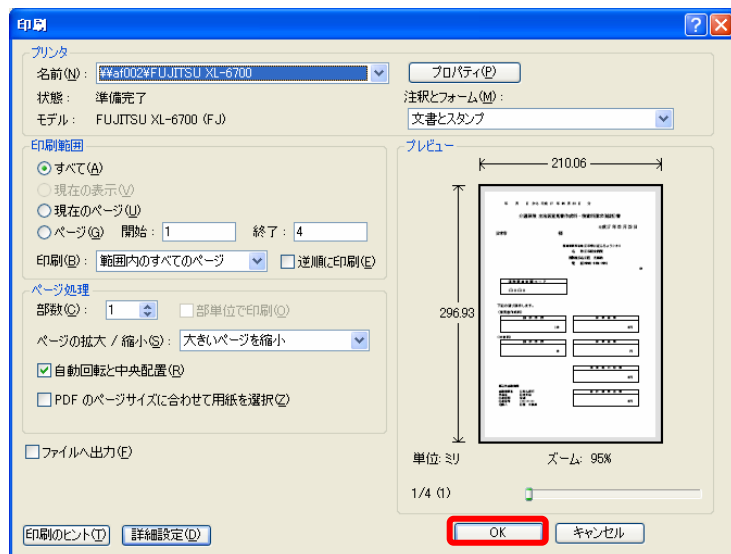 印刷
プリンタ
名前(N): ¥¥af002¥FUJITSU XL-6700
プロパティ(P)
状態: 準備完了
注釈とフォーム(M):
モデル: FUJITSU XL-6700 (FJ)
文書とスタンプ
印刷範囲
すべて(A)
現在の表示(V)
現在のページ(U)
ページ(G) 開始: 1 終了: 4
印刷(B): 範囲内のすべてのページ 逆順に印刷(E)
ページ処理
部数(C): 1 部単位で印刷(O)
ページの拡大 / 縮小(S): 大きいページを縮小
自動回転と中央配置(R)
PDF のページサイズに合わせて用紙を選択(Z)
ファイルへ出力(F)
プレビュー
210.06
296.93
単位: ミリ ズーム: 95%
1/4 (1)
印刷のヒント(T) 詳細設定(D)
OK キャンセル